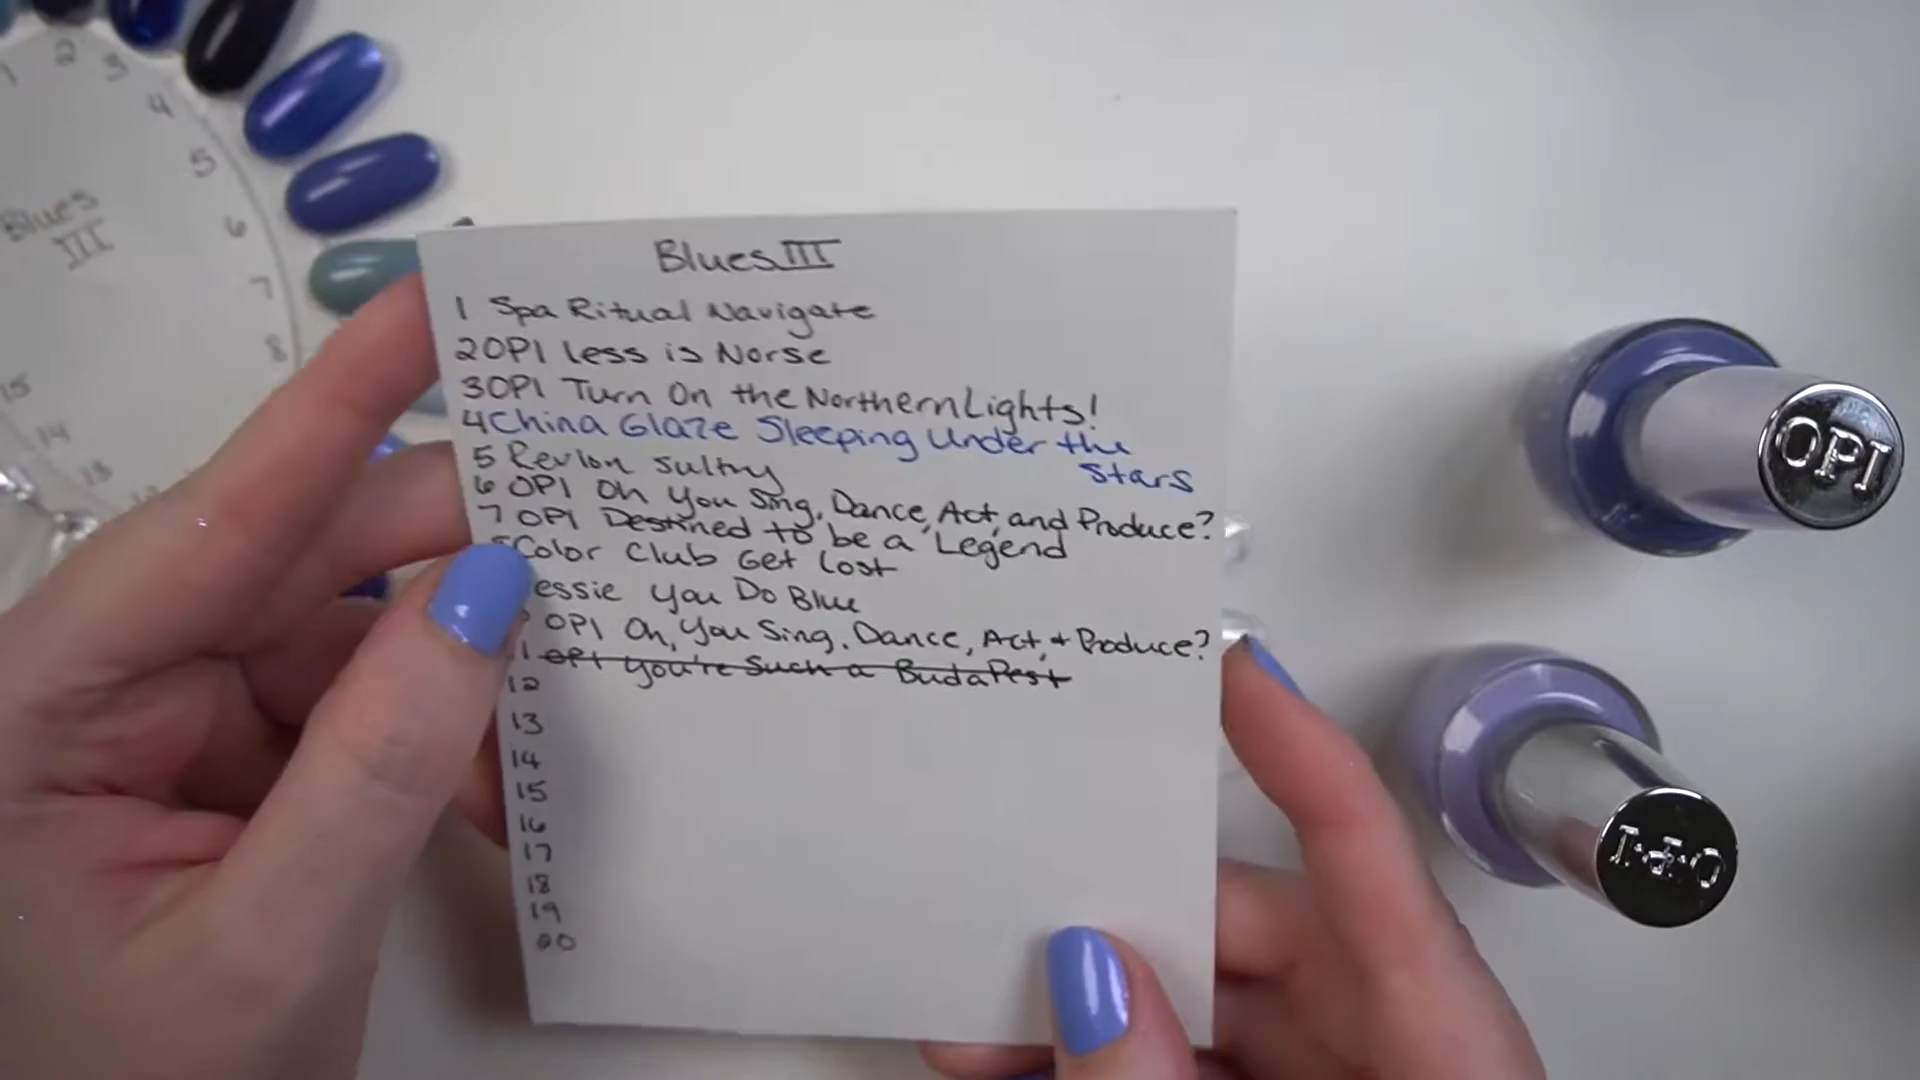 Blues III
1 Spa Ritual Navigate
2 OPI Less is Norse
3 OPI Turn On the Northern Lights!
4 China Glaze Sleeping Under the
Stars
5 Revlon Sultry
6 OPI Oh You Sing, Dance, Act, and Produce?
7 OPI Destined to be a Legend
Color Club Get Lost
essie You Do Blue
OPI Oh, You Sing, Dance, Act, + Produce?
1 OPI You're Such a BudaPest
12
13
14
15
16
17
18
19
20
Blues
III
1
2
3
4
5
6
7
8
13
14
15
OPI
O·P·I